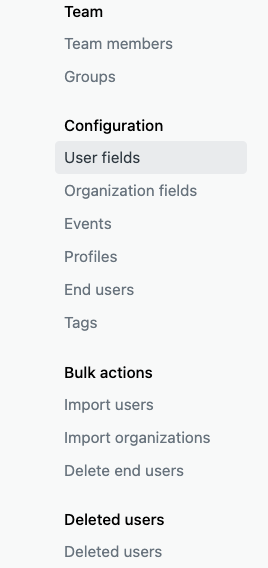 Team
Team members
Groups
Configuration
User fields
Organization fields
Events
Profiles
End users
Tags
Bulk actions
Import users
Import organizations
Delete end users
Deleted users
Deleted users